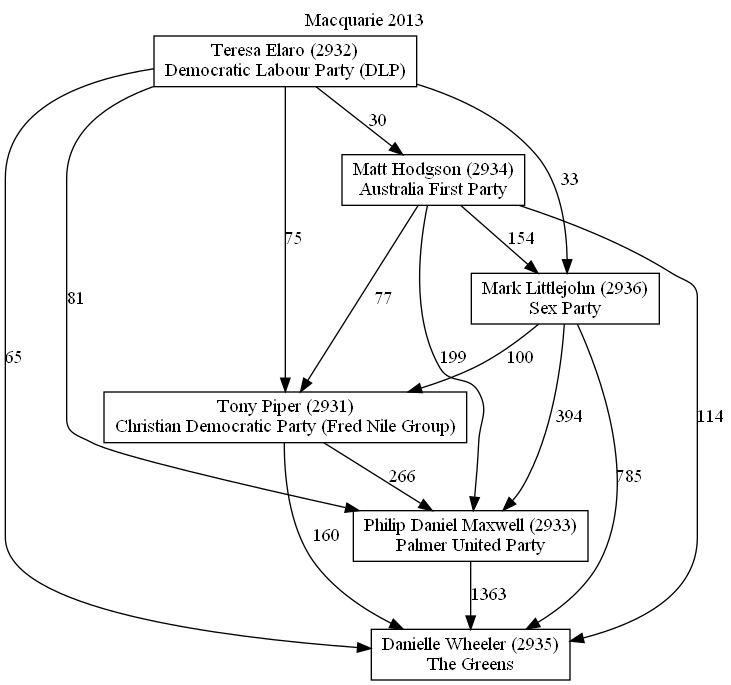 Macquarie 2013
Teresa Elaro (2932)
Democratic Labour Party (DLP)
30
Matt Hodgson (2934)
Australia First Party
33
75
154
Mark Littlejohn (2936)
Sex Party
81
77
65
199
100
Tony Piper (2931)
Christian Democratic Party (Fred Nile Group)
394
114
266
785
160
Philip Daniel Maxwell (2933)
Palmer United Party
1363
Danielle Wheeler (2935)
The Greens